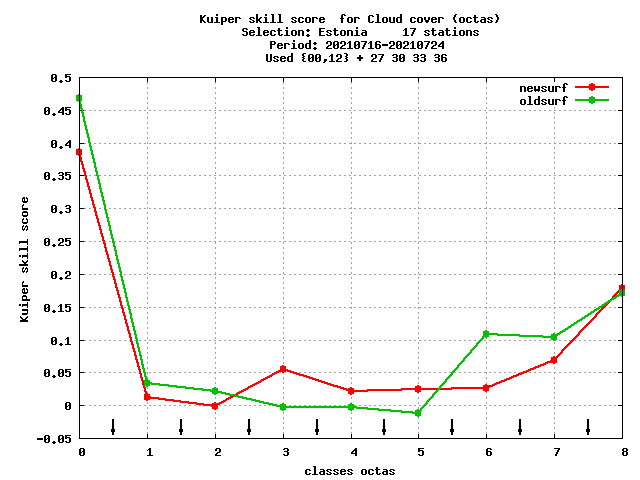 Kuiper skill score  for Cloud cover (octas)
Selection: Estonia     17 stations
Period: 20210716-20210724
Used {00,12} + 27 30 33 36
newsurf
oldsurf
0.5
0.45
0.4
0.35
0.3
0.25
0.2
0.15
0.1
0.05
0
-0.05
Kuiper skill score
0 1 2 3 4 5 6 7 8
classes octas